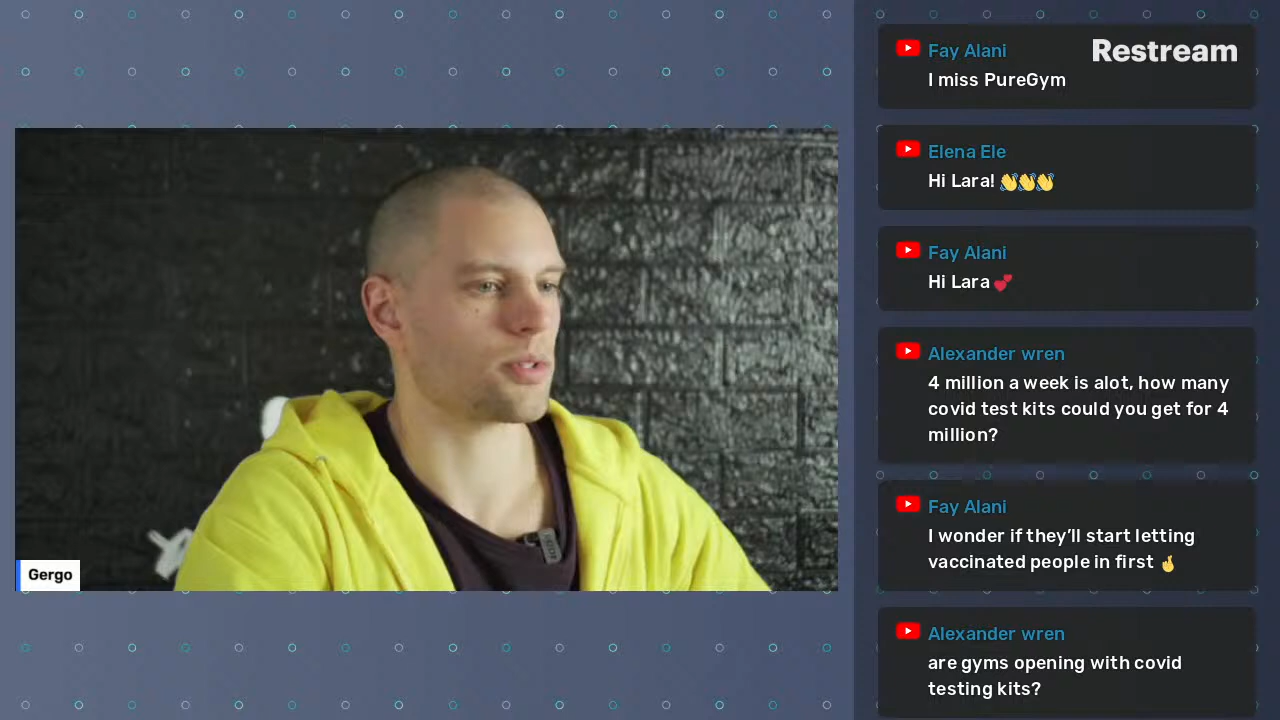 Gergo
Restream
Fay Alani
I miss PureGym
Elena Ele
Hi Lara! 👋👋👋
Fay Alani
Hi Lara 💕
Alexander wren
4 million a week is alot, how many
covid test kits could you get for 4
million?
Fay Alani
I wonder if they’ll start letting
vaccinated people in first 🤞
Alexander wren
are gyms opening with covid
testing kits?